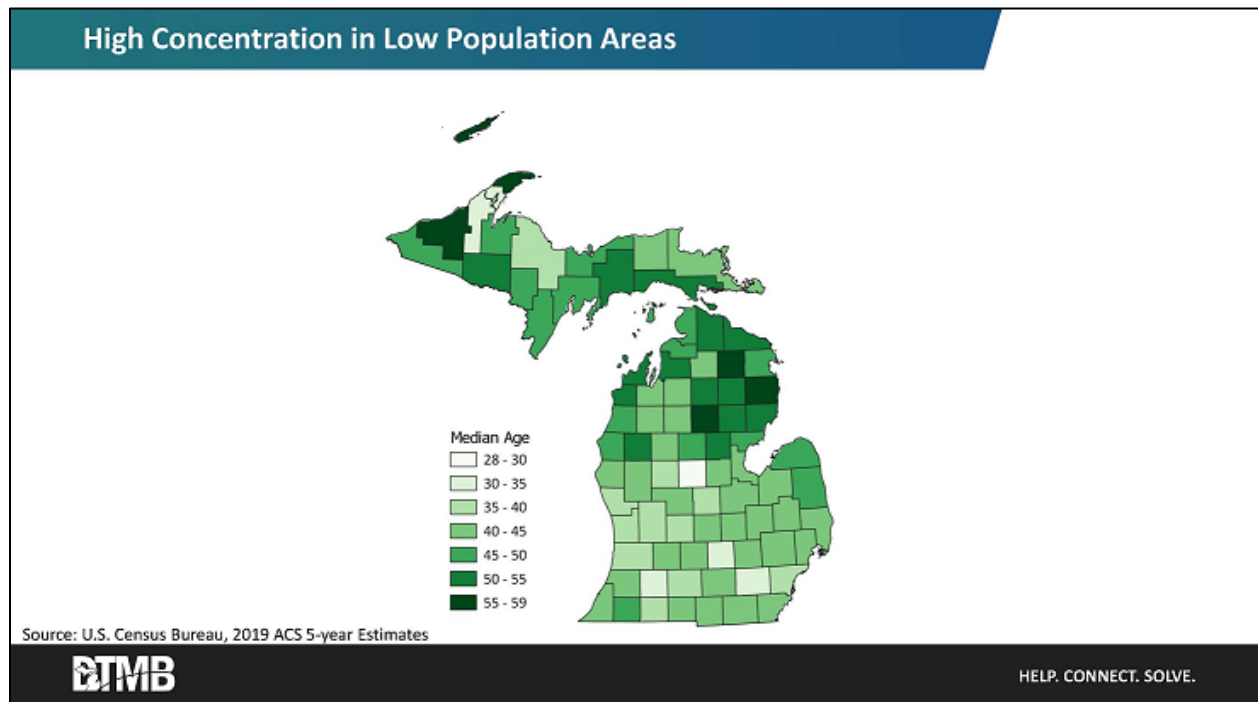 High Concentration in Low Population Areas
Median Age
28 - 30
30 - 35
35 - 40
40 - 45
45 - 50
50 - 55
55 - 59
Source: U.S. Census Bureau, 2019 ACS 5-year Estimates
DTMB
HELP. CONNECT. SOLVE.